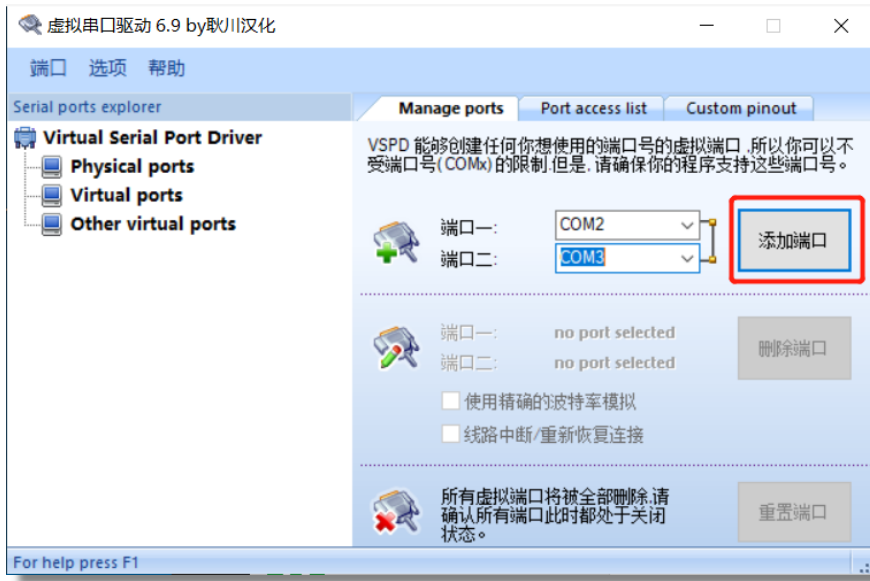 虚拟串口驱动 6.9 by耿川汉化
端口 选项 帮助
Serial ports explorer
Manage ports
Port access list
Custom pinout
Virtual Serial Port Driver
Physical ports
Virtual ports
Other virtual ports
VSPD 能够创建任何你想使用的端口号的虚拟端口 .所以你可以不
受端口号(COMx)的限制.但是. 请确保你的程序支持这些端口号。
端口一: COM2
端口二: COM3
添加端口
端口一: no port selected
端口二: no port selected
删除端口
使用精确的波特率模拟
线路中断/重新恢复连接
所有虚拟端口将被全部删除.请
确认所有端口此时都处于关闭
状态。
重置端口
For help press F1